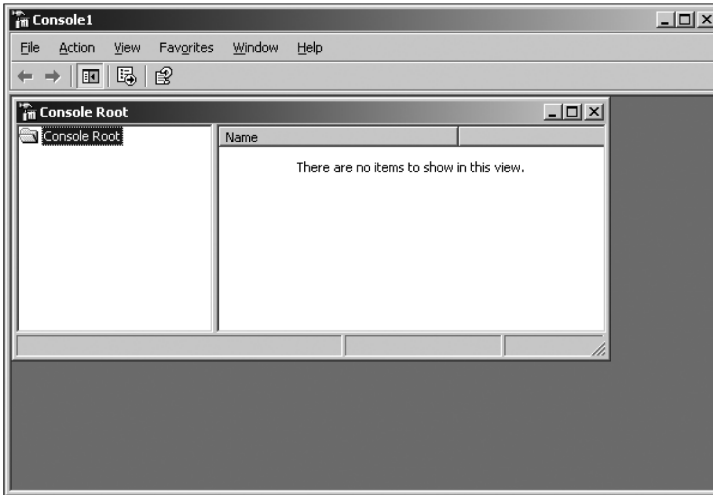 Console1
File Action View Favorites Window Help
Console Root
Console Root
Name
There are no items to show in this view.